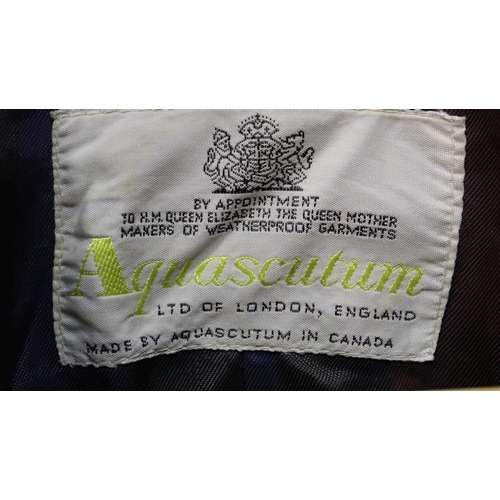 BY APPOINTMENT
TO H.M. QUEEN ELIZABETH THE QUEEN MOTHER
MAKERS OF WEATHERPROOF GARMENTS
Aquascutum
LTD OF LONDON, ENGLAND
MADE BY AQUASCUTUM IN CANADA